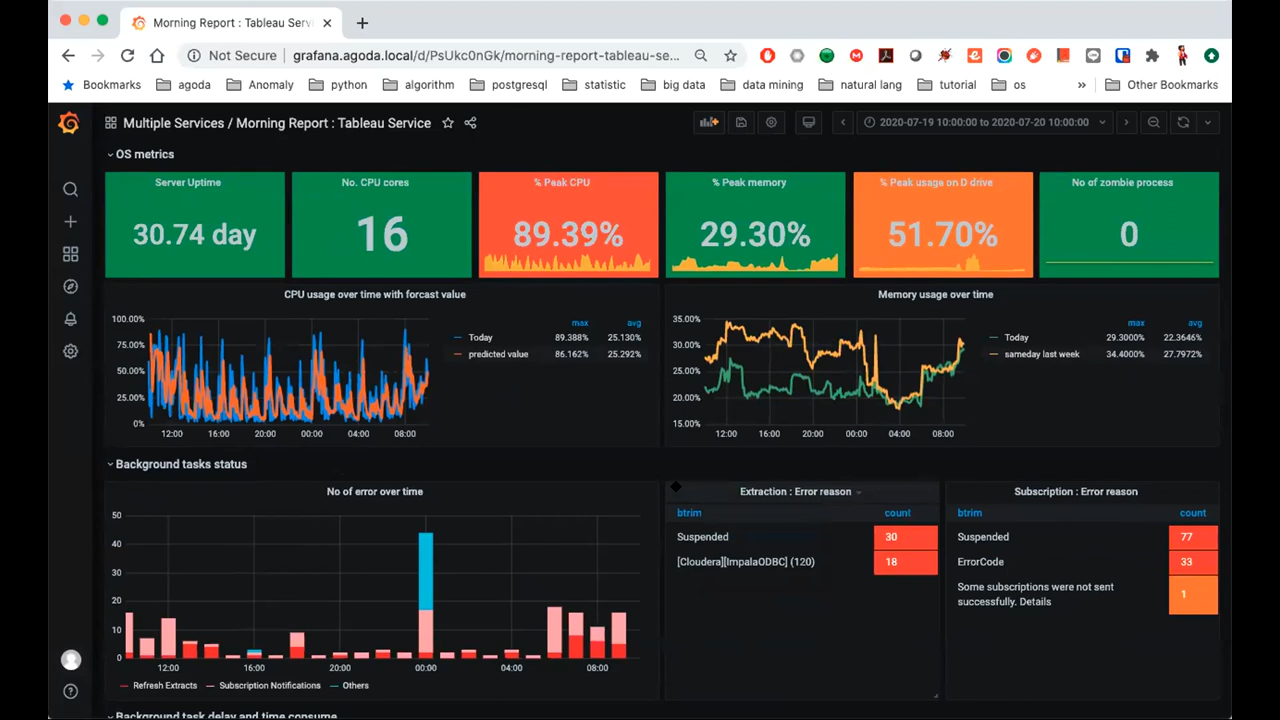 Morning Report : Tableau Servi
Not Secure
grafana.agoda.local/d/PsUkc0nGk/morning-report-tableau-se...
Bookmarks
agoda
Anomaly
python
algorithm
postgresql
statistic
big data
data mining
natural lang
tutorial
os
»
Other Bookmarks
Multiple Services / Morning Report : Tableau Service
2020-07-19 10:00:00 to 2020-07-20 10:00:00
OS metrics
Server Uptime
30.74 day
No. CPU cores
16
% Peak CPU
89.39%
% Peak memory
29.30%
% Peak usage on D drive
51.70%
No of zombie process
0
CPU usage over time with forcast value
100.00%
75.00%
50.00%
25.00%
0%
12:00 16:00 20:00 00:00 04:00 08:00
max avg
Today 89.388% 25.130%
predicted value 86.162% 25.292%
Memory usage over time
35.00%
30.00%
25.00%
20.00%
15.00%
12:00 16:00 20:00 00:00 04:00 08:00
max avg
Today 29.3000% 22.3646%
sameday last week 34.4000% 27.7972%
Background tasks status
No of error over time
50
40
30
20
10
0
12:00 16:00 20:00 00:00 04:00 08:00
Refresh Extracts Subscription Notifications Others
Extraction : Error reason
btrim count
Suspended 30
[Cloudera][ImpalaODBC] (120) 18
Subscription : Error reason
btrim count
Suspended 77
ErrorCode 33
Some subscriptions were not sent
successfully. Details 1
Background task delay and time consume